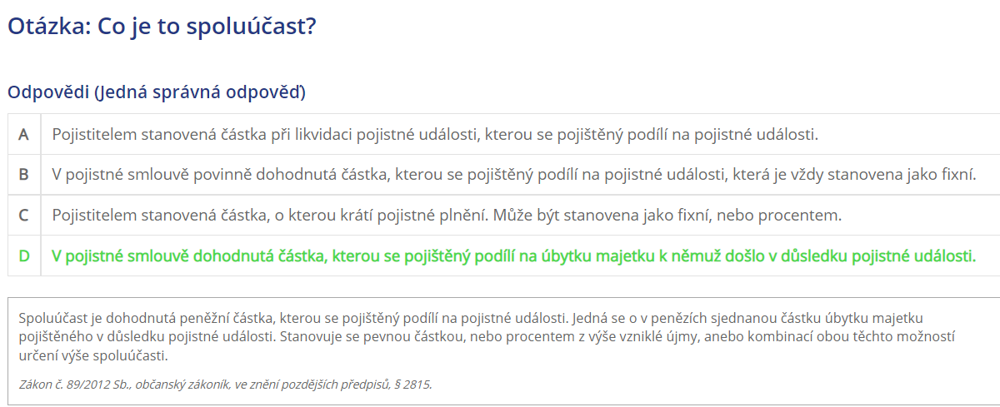 Otázka: Co je to spoluúčast?
Odpovědi (Jedná správná odpověď)
A Pojistitelem stanovená částka při likvidaci pojistné události, kterou se pojištěný podílí na pojistné události.
B V pojistné smlouvě povinně dohodnutá částka, kterou se pojištěný podílí na pojistné události, která je vždy stanovena jako fixní.
C Pojistitelem stanovená částka, o kterou krátí pojistné plnění. Může být stanovena jako fixní, nebo procentem.
D V pojistné smlouvě dohodnutá částka, kterou se pojištěný podílí na úbytku majetku k němuž došlo v důsledku pojistné události.
Spoluúčast je dohodnutá peněžní částka, kterou se pojištěný podílí na pojistné události. Jedná se o v penězích sjednanou částku úbytku majetku
pojištěného v důsledku pojistné události. Stanovuje se pevnou částkou, nebo procentem z výše vzniklé újmy, anebo kombinací obou těchto možností
určení výše spoluúčasti.
Zákon č. 89/2012 Sb., občanský zákoník, ve znění pozdějších předpisů, § 2815.